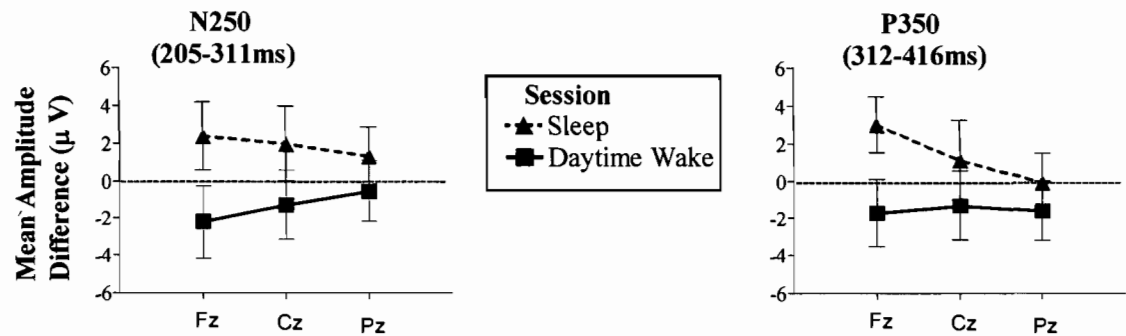 N250
(205-311ms)
Mean Amplitude
Difference (μ V)
6
4
2
0
-2
-4
-6
Fz Cz Pz
Session
Sleep
Daytime Wake
P350
(312-416ms)
6
4
2
0
-2
-4
-6
Fz Cz Pz